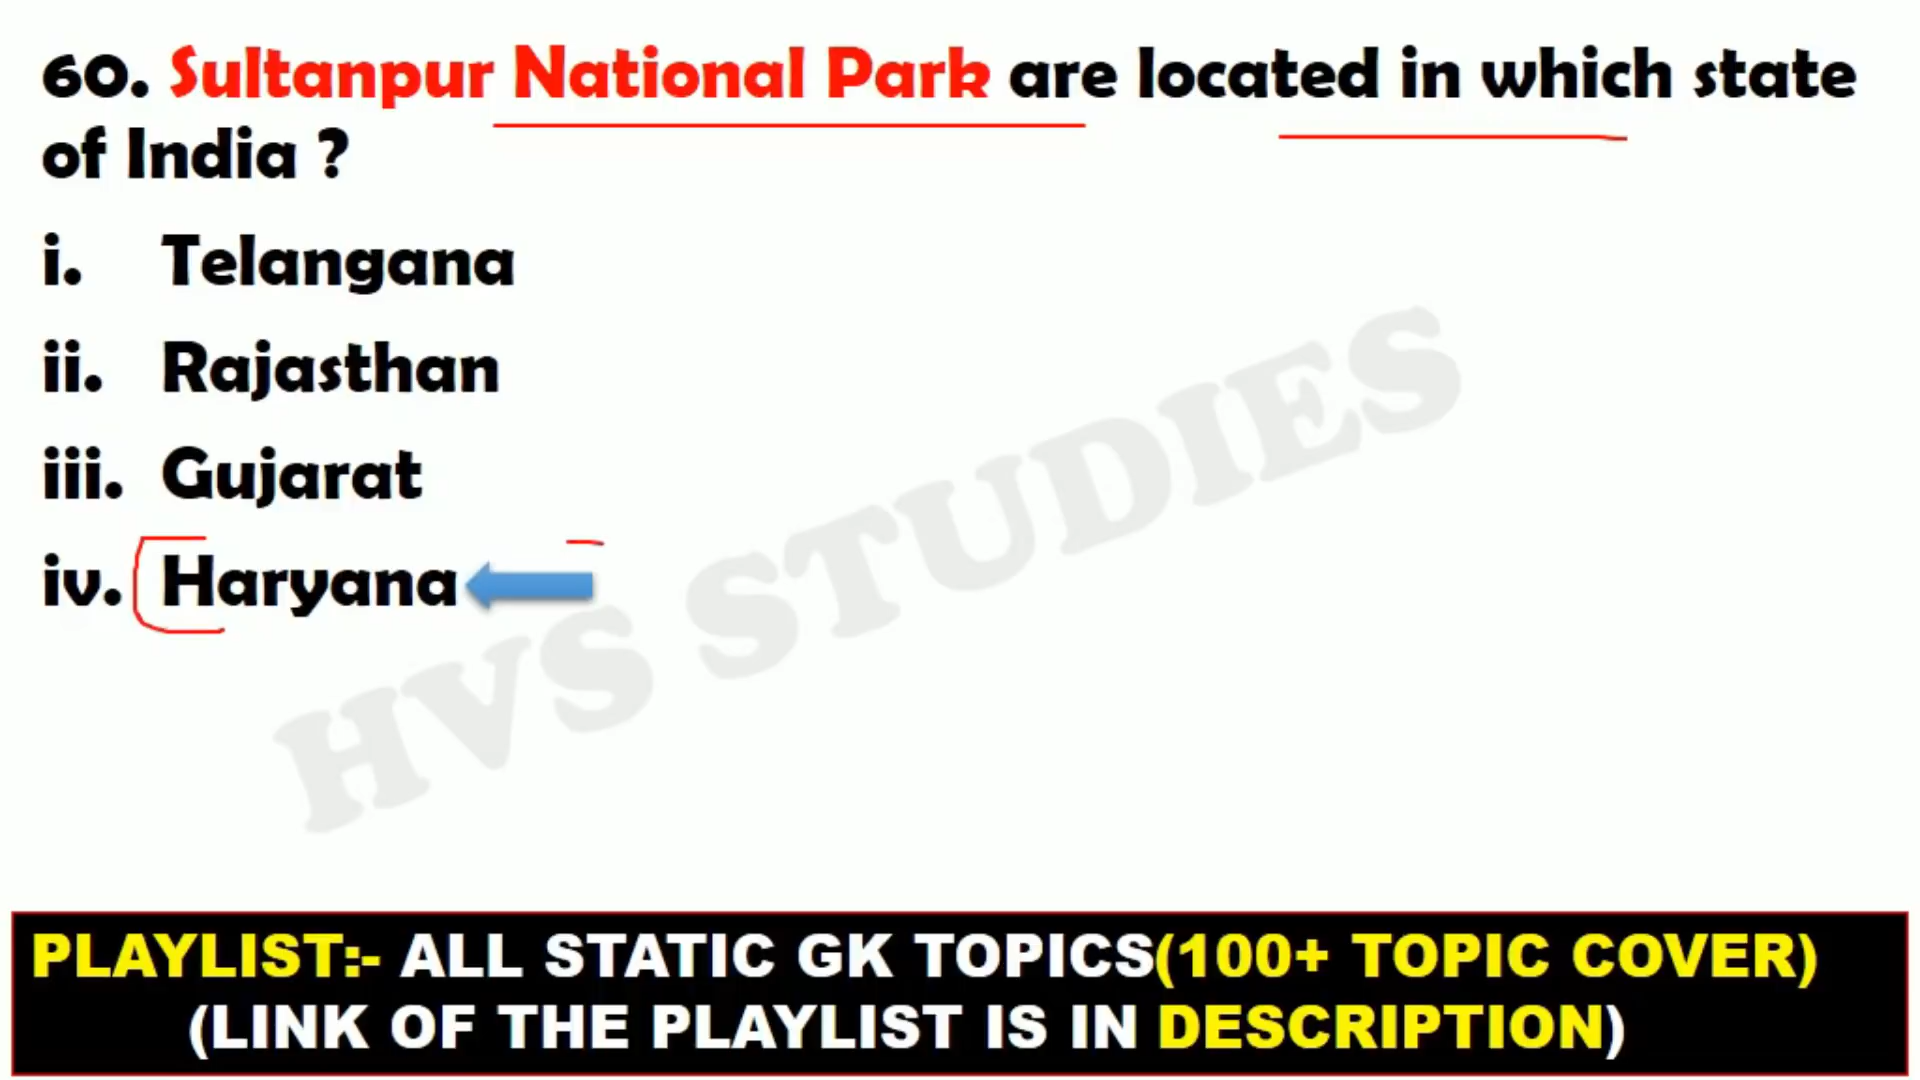 60. Sultanpur National Park are located in which state
of India ?
i. Telangana
ii. Rajasthan
iii. Gujarat
iv. Haryana
HVS STUDIES
PLAYLIST:- ALL STATIC GK TOPICS(100+ TOPIC COVER)
(LINK OF THE PLAYLIST IS IN DESCRIPTION)